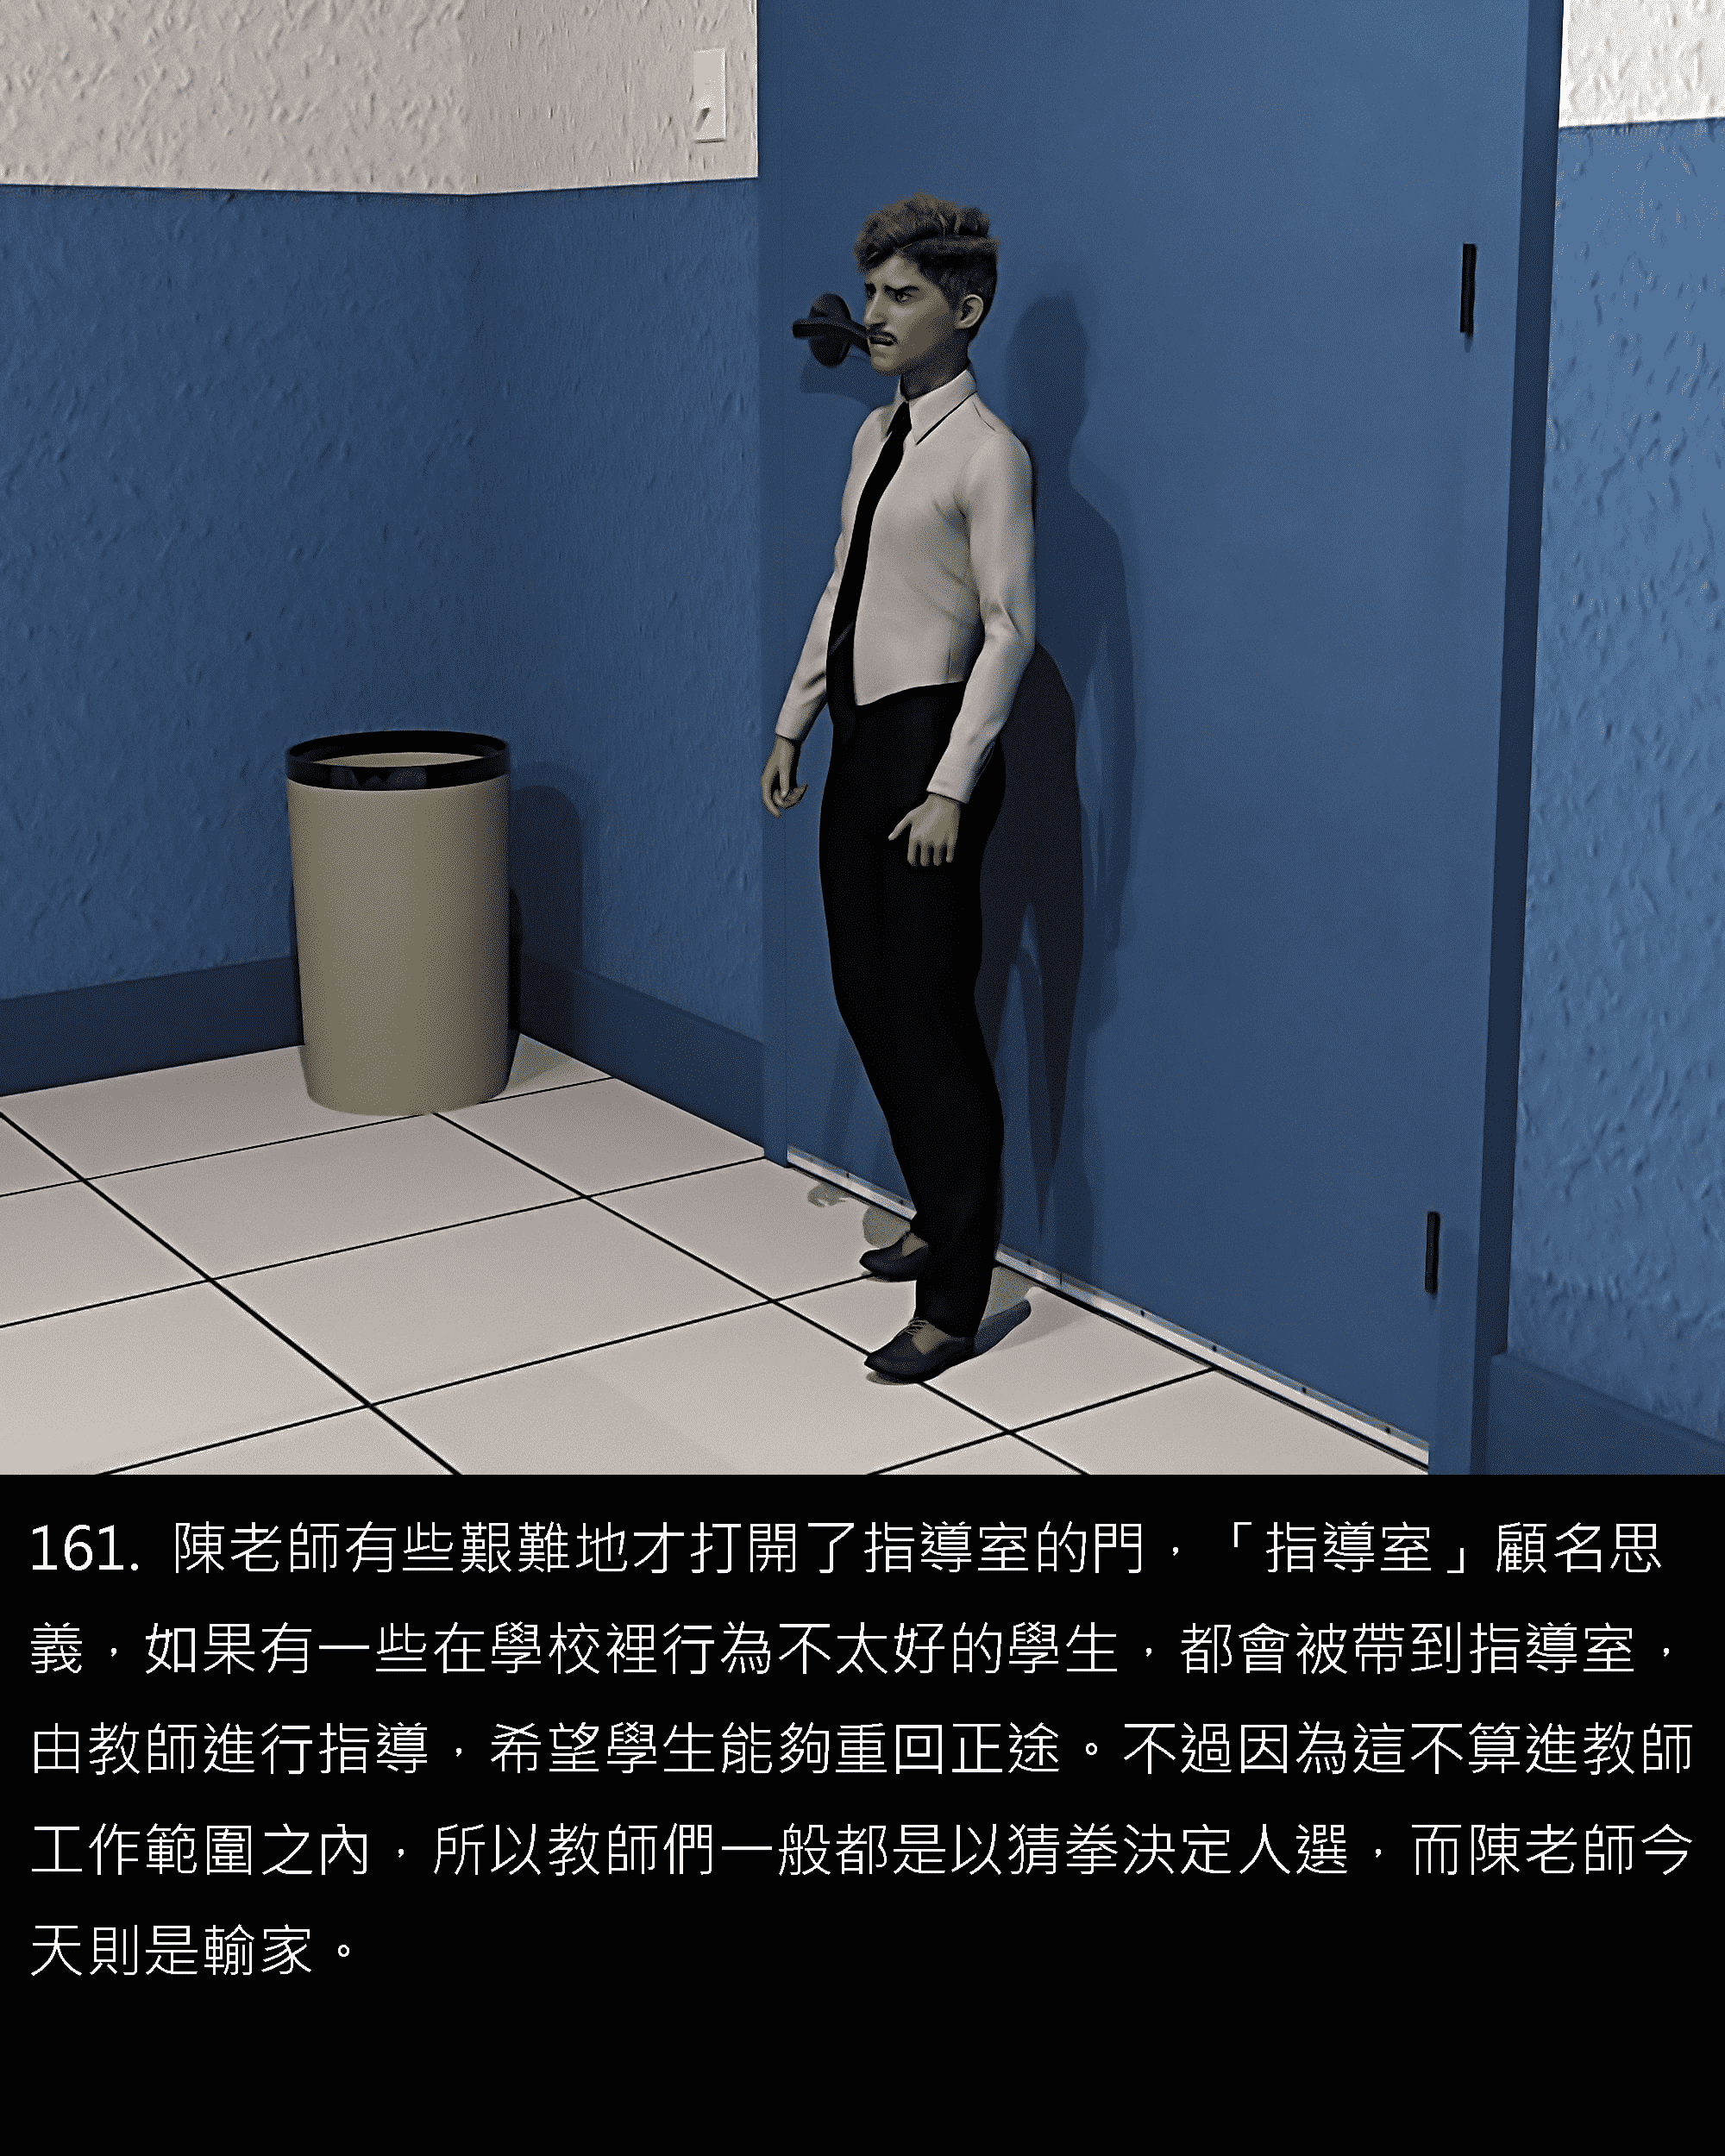 161. 陳老師有些艱難地才打開了指導室的門，「指導室」顧名思
義，如果有一些在學校裡行為不太好的學生，都會被帶到指導室，
由教師進行指導，希望學生能夠重回正途。不過因為這不算進教師
工作範圍之內，所以教師們一般都是以猜拳決定人選，而陳老師今
天則是輸家。